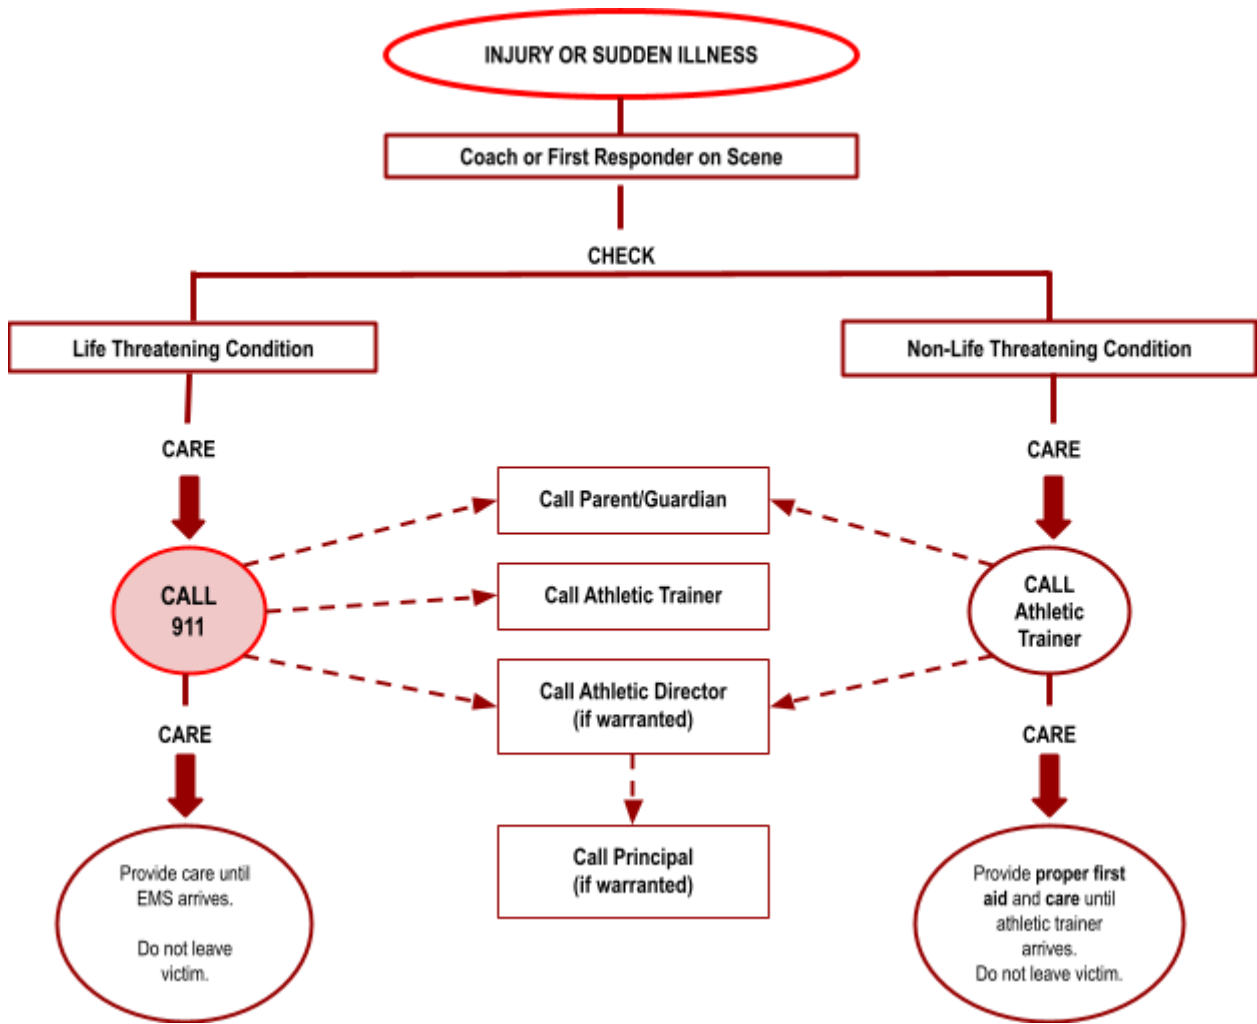 INJURY OR SUDDEN ILLNESS
Coach or First Responder on Scene
CHECK
Life Threatening Condition
Non-Life Threatening Condition
CARE
CARE
Call Parent/Guardian
CALL
911
Call Athletic Trainer
CALL
Athletic
Trainer
Call Athletic Director
(if warranted)
CARE
CARE
Call Principal
(if warranted)
Provide care until
EMS arrives.
Do not leave
victim.
Provide proper first
aid and care until
athletic trainer
arrives.
Do not leave victim.